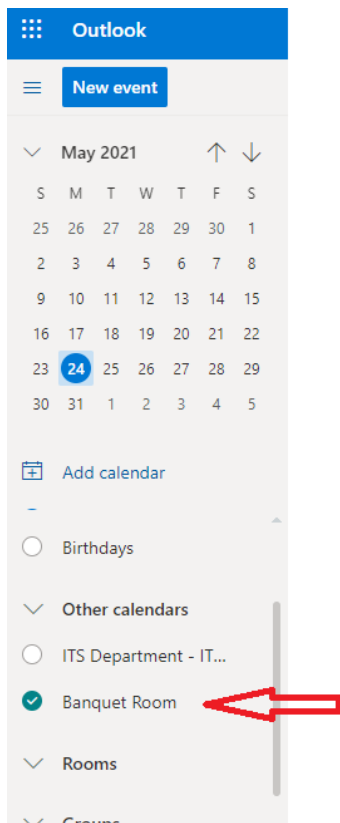 Outlook
New event
May 2021
S M T W T F S
25 26 27 28 29 30 1
2 3 4 5 6 7 8
9 10 11 12 13 14 15
16 17 18 19 20 21 22
23 24 25 26 27 28 29
30 31 1 2 3 4 5
Add calendar
Birthdays
Other calendars
ITS Department - IT...
Banquet Room
Rooms
Groups